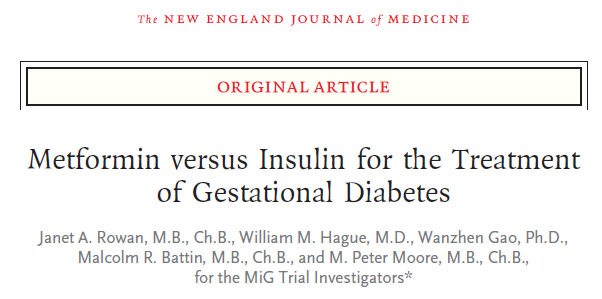 The NEW ENGLAND JOURNAL of MEDICINE
ORIGINAL ARTICLE
Metformin versus Insulin for the Treatment
of Gestational Diabetes
Janet A. Rowan, M.B., Ch.B., William M. Hague, M.D., Wanzhen Gao, Ph.D.,
Malcolm R. Battin, M.B., Ch.B., and M. Peter Moore, M.B., Ch.B.,
for the MiG Trial Investigators*